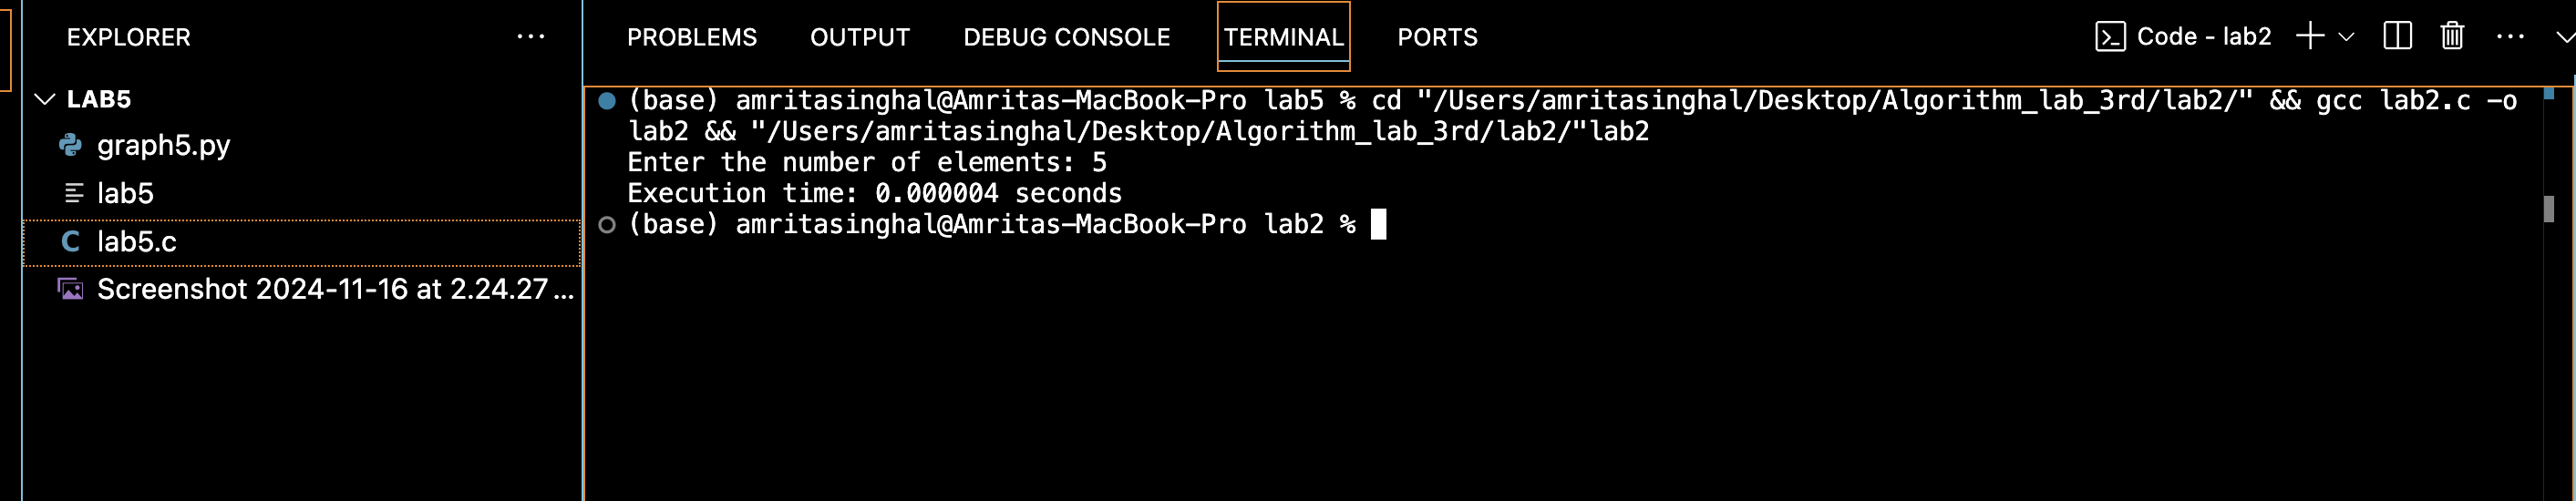 EXPLORER ...
LAB5
graph5.py
lab5
C lab5.c
Screenshot 2024-11-16 at 2.24.27...
PROBLEMS OUTPUT DEBUG CONSOLE TERMINAL PORTS
Code - lab2
(base) amritasinghal@Amritas-MacBook-Pro lab5 % cd "/Users/amritasinghal/Desktop/Algorithm_lab_3rd/lab2/" && gcc lab2.c -o
lab2 && "/Users/amritasinghal/Desktop/Algorithm_lab_3rd/lab2/"lab2
Enter the number of elements: 5
Execution time: 0.000004 seconds
(base) amritasinghal@Amritas-MacBook-Pro lab2 %